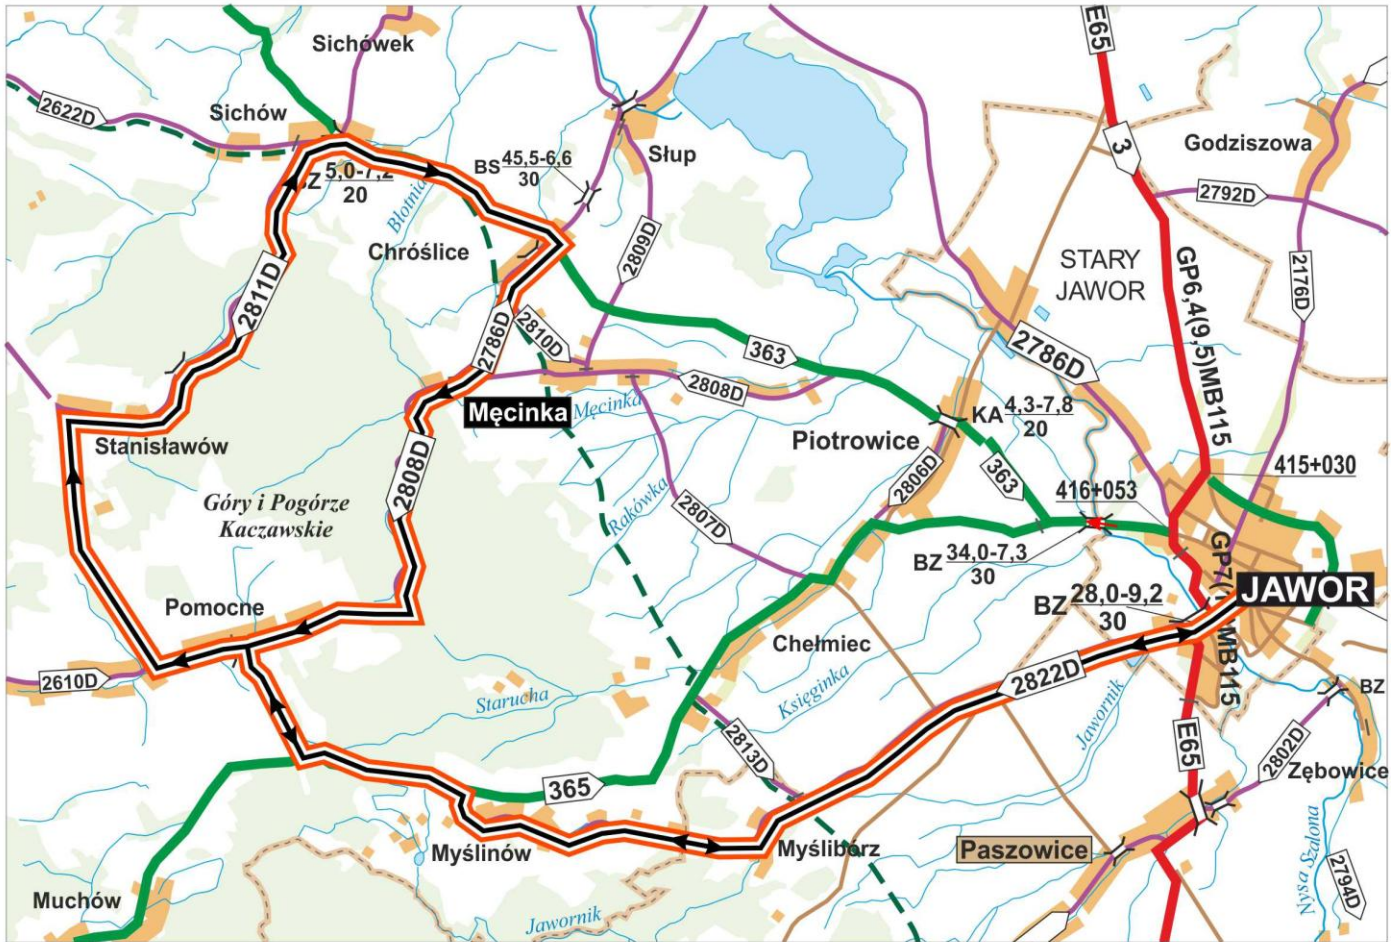 Sichówek
E65
2622D
Sichów
Słup
3
Godziszowa
BS 45,5-6,6
30
BZ 5,0-7,2
20
Błotnia
2792D
Chróślice
2809D
STARY
JAWOR
GP6,4(9,5)MB115
2176D
2811D
2786D
2810D
363
2786D
2808D
Męcinka
Męcinka
KA 4,3-7,8
20
Piotrowice
Stanisławów
2808D
363
415+030
2806D
416+053
Góry i Pogórze
Kaczawskie
Rakówka
2807D
BZ 34,0-7,3
30
GP7(1
MB115
JAWOR
BZ 28,0-9,2
30
Pomocne
Chełmiec
2610D
Starucha
Księginka
2822D
BZ
Jawornik
E65
2813D
2802D
Zębowice
365
Myślinów
Myślibórz
Paszowice
Nysa Szalona
2794D
Muchów
Jawornik